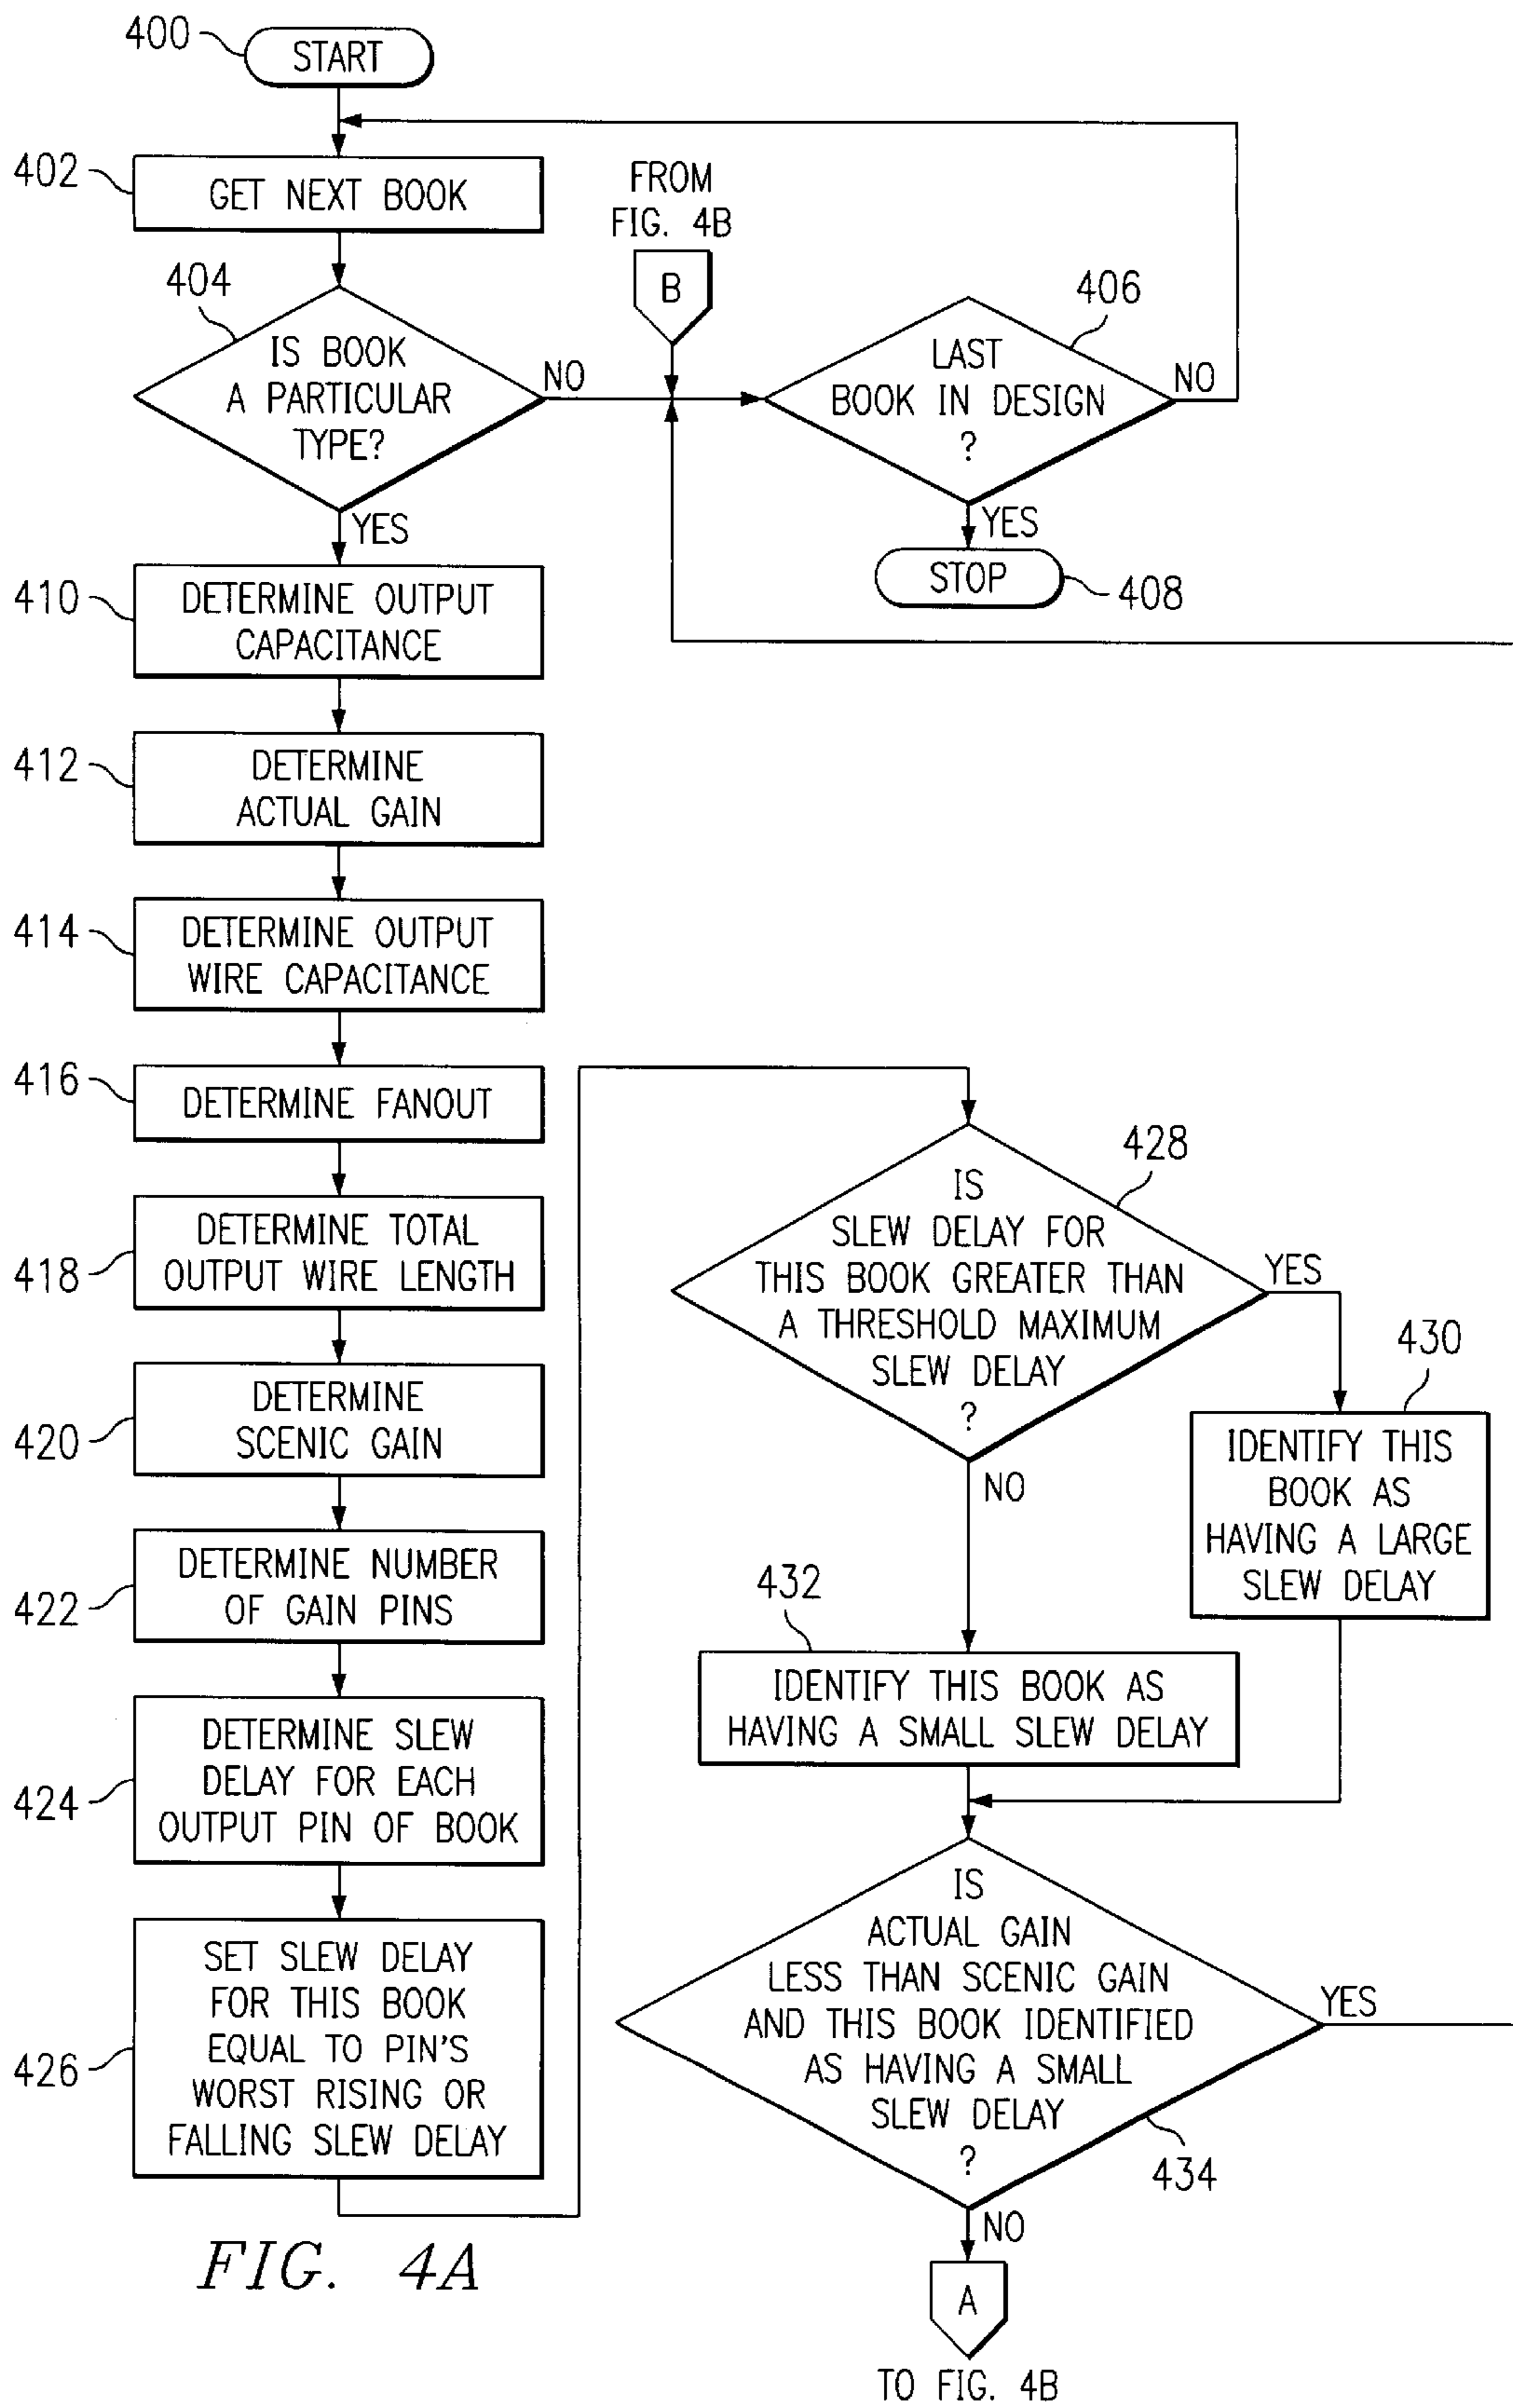 400
START
402
GET NEXT BOOK
FROM
FIG. 4B
B
404
IS BOOK
A PARTICULAR
TYPE?
NO
YES
406
LAST
BOOK IN DESIGN
?
NO
YES
STOP
408
410
DETERMINE OUTPUT
CAPACITANCE
412
DETERMINE
ACTUAL GAIN
414
DETERMINE OUTPUT
WIRE CAPACITANCE
416
DETERMINE FANOUT
418
DETERMINE TOTAL
OUTPUT WIRE LENGTH
420
DETERMINE
SCENIC GAIN
422
DETERMINE NUMBER
OF GAIN PINS
424
DETERMINE SLEW
DELAY FOR EACH
OUTPUT PIN OF BOOK
426
SET SLEW DELAY
FOR THIS BOOK
EQUAL TO PIN'S
WORST RISING OR
FALLING SLEW DELAY
428
IS
SLEW DELAY FOR
THIS BOOK GREATER THAN
A THRESHOLD MAXIMUM
SLEW DELAY
?
YES
NO
430
IDENTIFY THIS
BOOK AS
HAVING A LARGE
SLEW DELAY
432
IDENTIFY THIS BOOK AS
HAVING A SMALL SLEW DELAY
IS
ACTUAL GAIN
LESS THAN SCENIC GAIN
AND THIS BOOK IDENTIFIED
AS HAVING A SMALL
SLEW DELAY
?
YES
434
NO
A
TO FIG. 4B
FIG. 4A